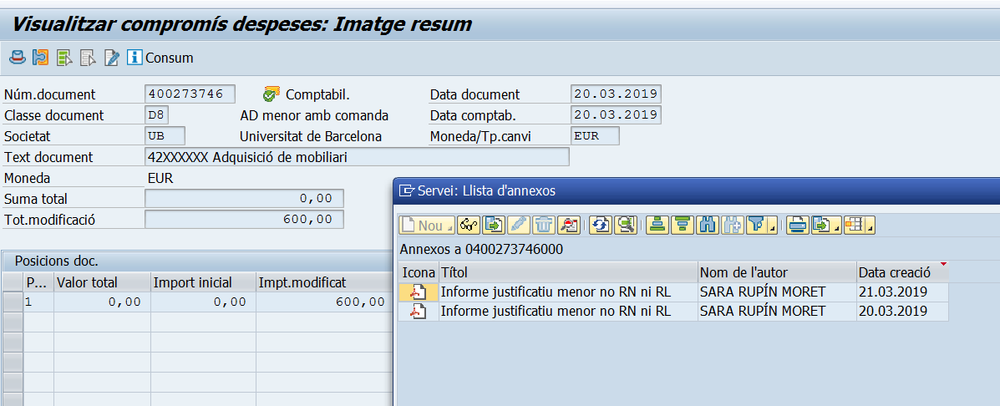 Visualitzar compromís despeses: Imatge resum
Consum
Núm.document 400273746 Comptabil. Data document 20.03.2019
Classe document D8 AD menor amb comanda Data comptab. 20.03.2019
Societat UB Universitat de Barcelona Moneda/Tp.canvi EUR
Text document 42XXXXXX Adquisició de mobiliari
Moneda EUR
Suma total 0,00
Tot.modificació 600,00
Posicions doc.
P... Valor total Import inicial Impt.modificat
1 0,00 0,00 600,00
Servei: Llista d'annexos
Nou
Annexos a 0400273746000
Icona Títol Nom de l'autor Data creació
Informe justificatiu menor no RN ni RL SARA RUPÍN MORET 21.03.2019
Informe justificatiu menor no RN ni RL SARA RUPÍN MORET 20.03.2019